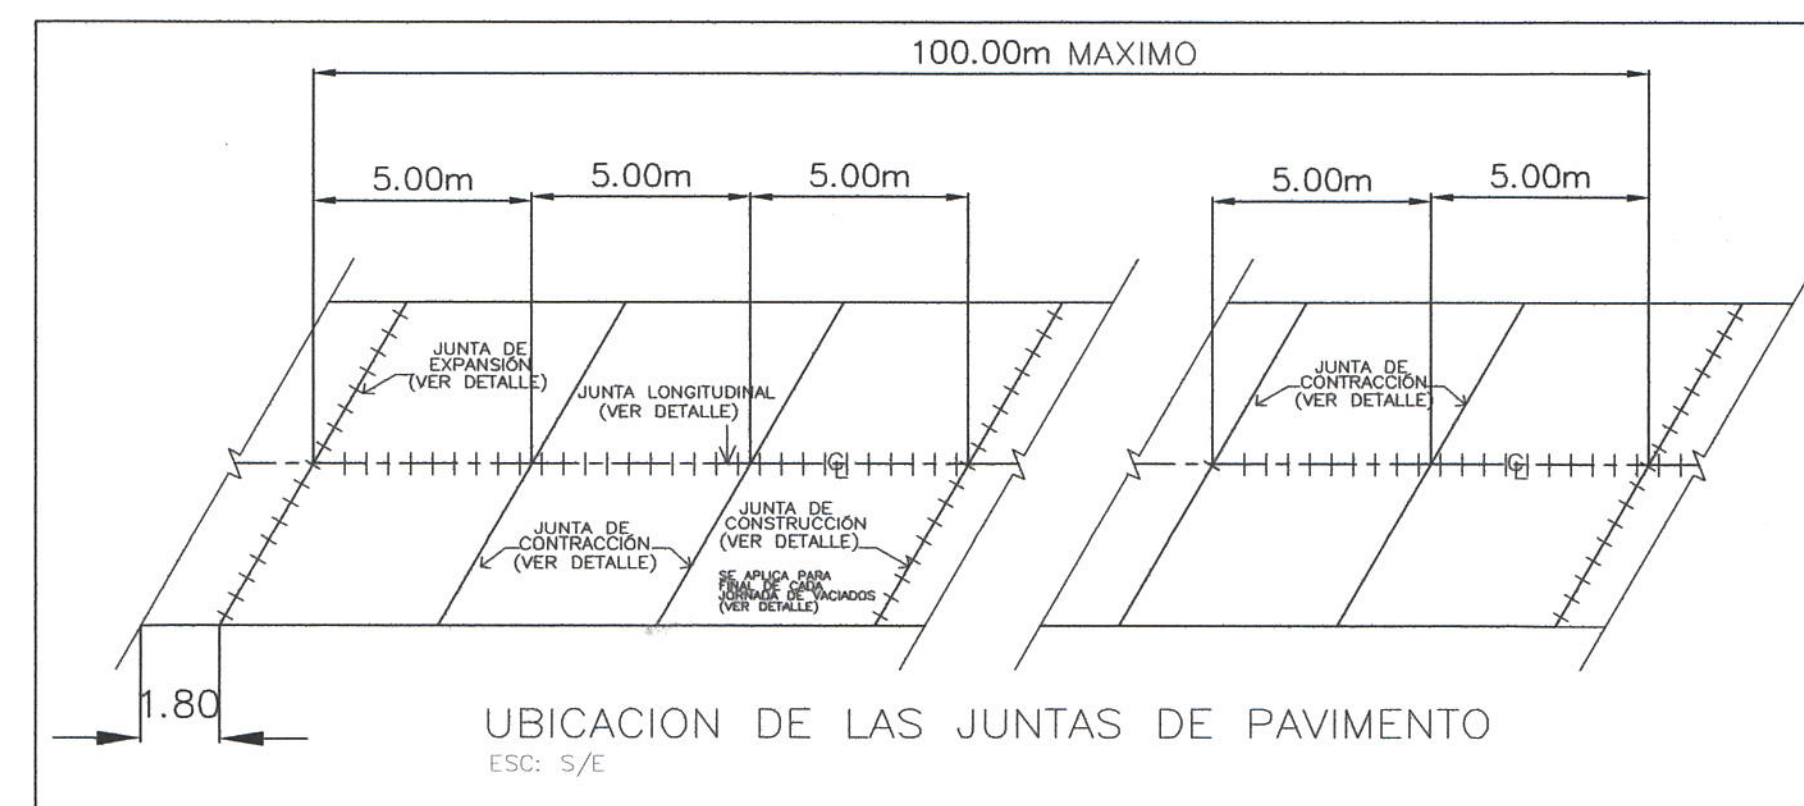 100.00m MAXIMO
5.00m
5.00m
5.00m
5.00m
5.00m
JUNTA DE
EXPANSIÓN
(VER DETALLE)
JUNTA LONGITUDINAL
(VER DETALLE)
JUNTA DE
CONTRACCIÓN
(VER DETALLE)
CL
CL
JUNTA DE
CONTRACCIÓN
(VER DETALLE)
JUNTA DE
CONSTRUCCIÓN
(VER DETALLE)
SE APLICA PARA
FINAL DE CADA
JORNADA DE VACIADOS
(VER DETALLE)
1.80
UBICACION DE LAS JUNTAS DE PAVIMENTO
ESC: S/E